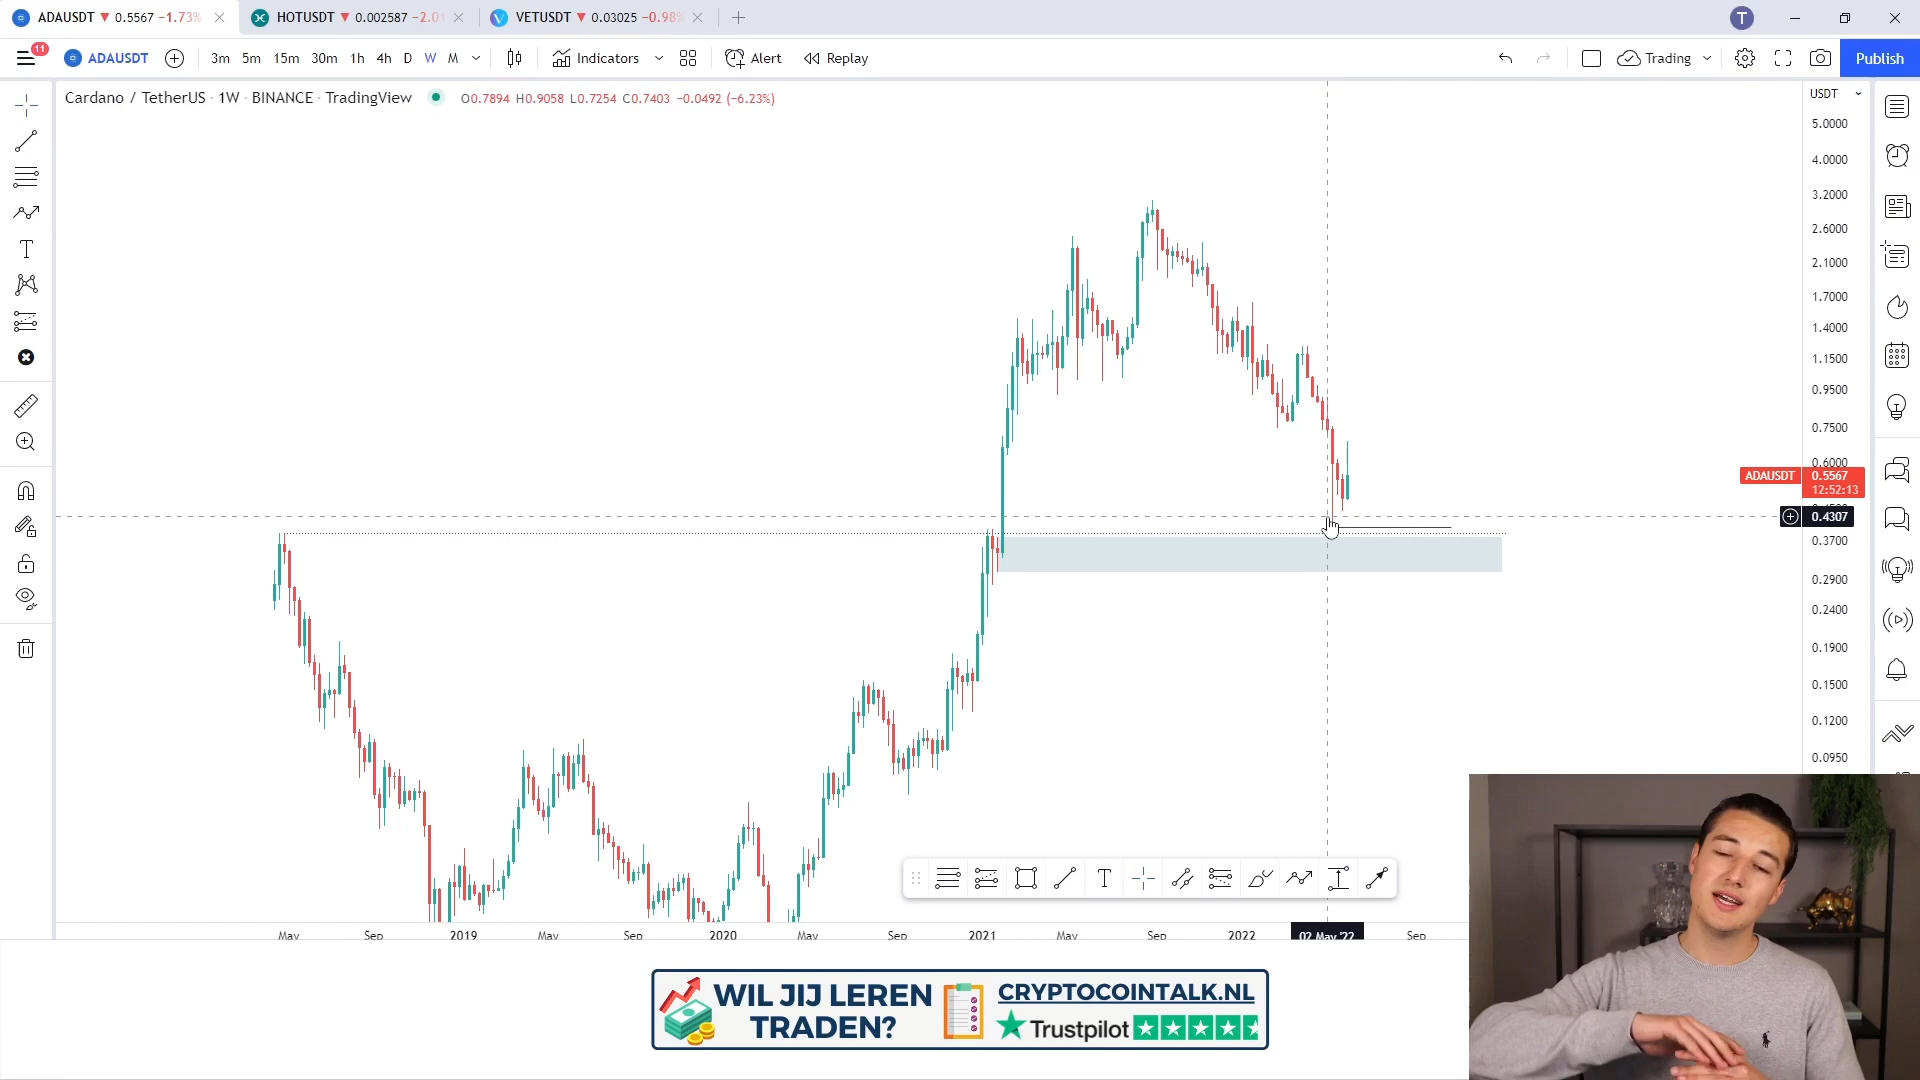 ADAUSDT ▼ 0.5567 −1.73%
HOTUSDT ▼ 0.002587 −2.01
VETUSDT ▼ 0.03025 −0.98%
T
11
ADAUSDT
3m 5m 15m 30m 1h 4h D W M
Indicators
Alert
Replay
Trading
Publish
Cardano / TetherUS · 1W · BINANCE · TradingView
O0.7894 H0.9058 L0.7254 C0.7403 −0.0492 (−6.23%)
USDT
5.0000
4.0000
3.2000
2.6000
2.1000
1.7000
1.4000
1.1500
0.9500
0.7500
0.6000
ADAUSDT 0.5567
12:52:13
0.4307
0.3700
0.2900
0.2400
0.1900
0.1500
0.1200
0.0950
May Sep 2019 May Sep 2020 May Sep 2021 May Sep 2022 02 May '22 Sep
WIL JIJ LEREN
TRADEN?
CRYPTOCOINTALK.NL
Trustpilot